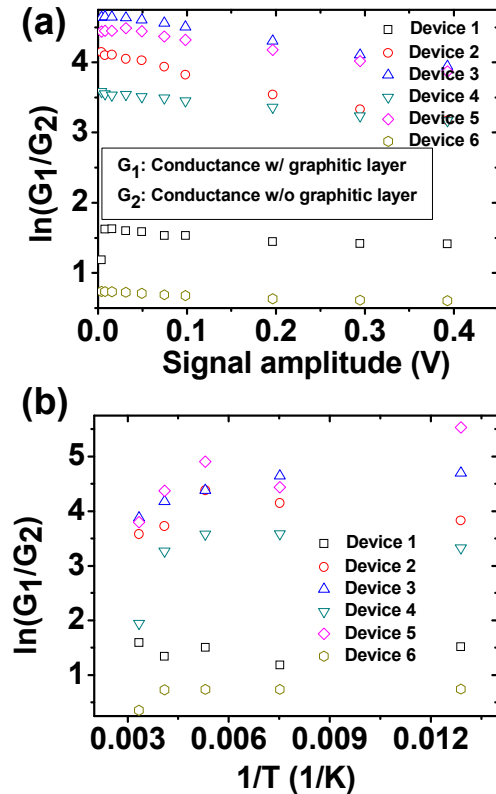 (a)
ln(G1/G2)
4
3
2
1
Device 1
Device 2
Device 3
Device 4
Device 5
Device 6
G1: Conductance w/ graphitic layer
G2: Conductance w/o graphitic layer
0.0 0.1 0.2 0.3 0.4
Signal amplitude (V)
(b)
ln(G1/G2)
5
4
3
2
1
Device 1
Device 2
Device 3
Device 4
Device 5
Device 6
0.003 0.006 0.009 0.012
1/T (1/K)